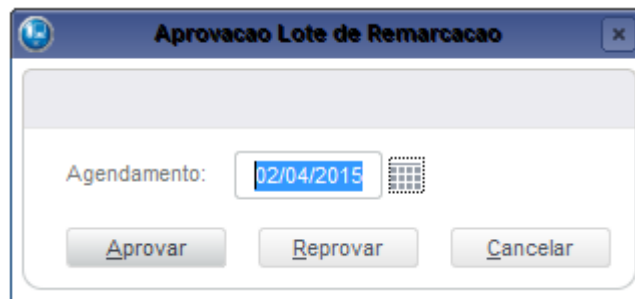 Aprovacao Lote de Remarcacao
Agendamento: 02/04/2015
Aprovar Reprovar Cancelar